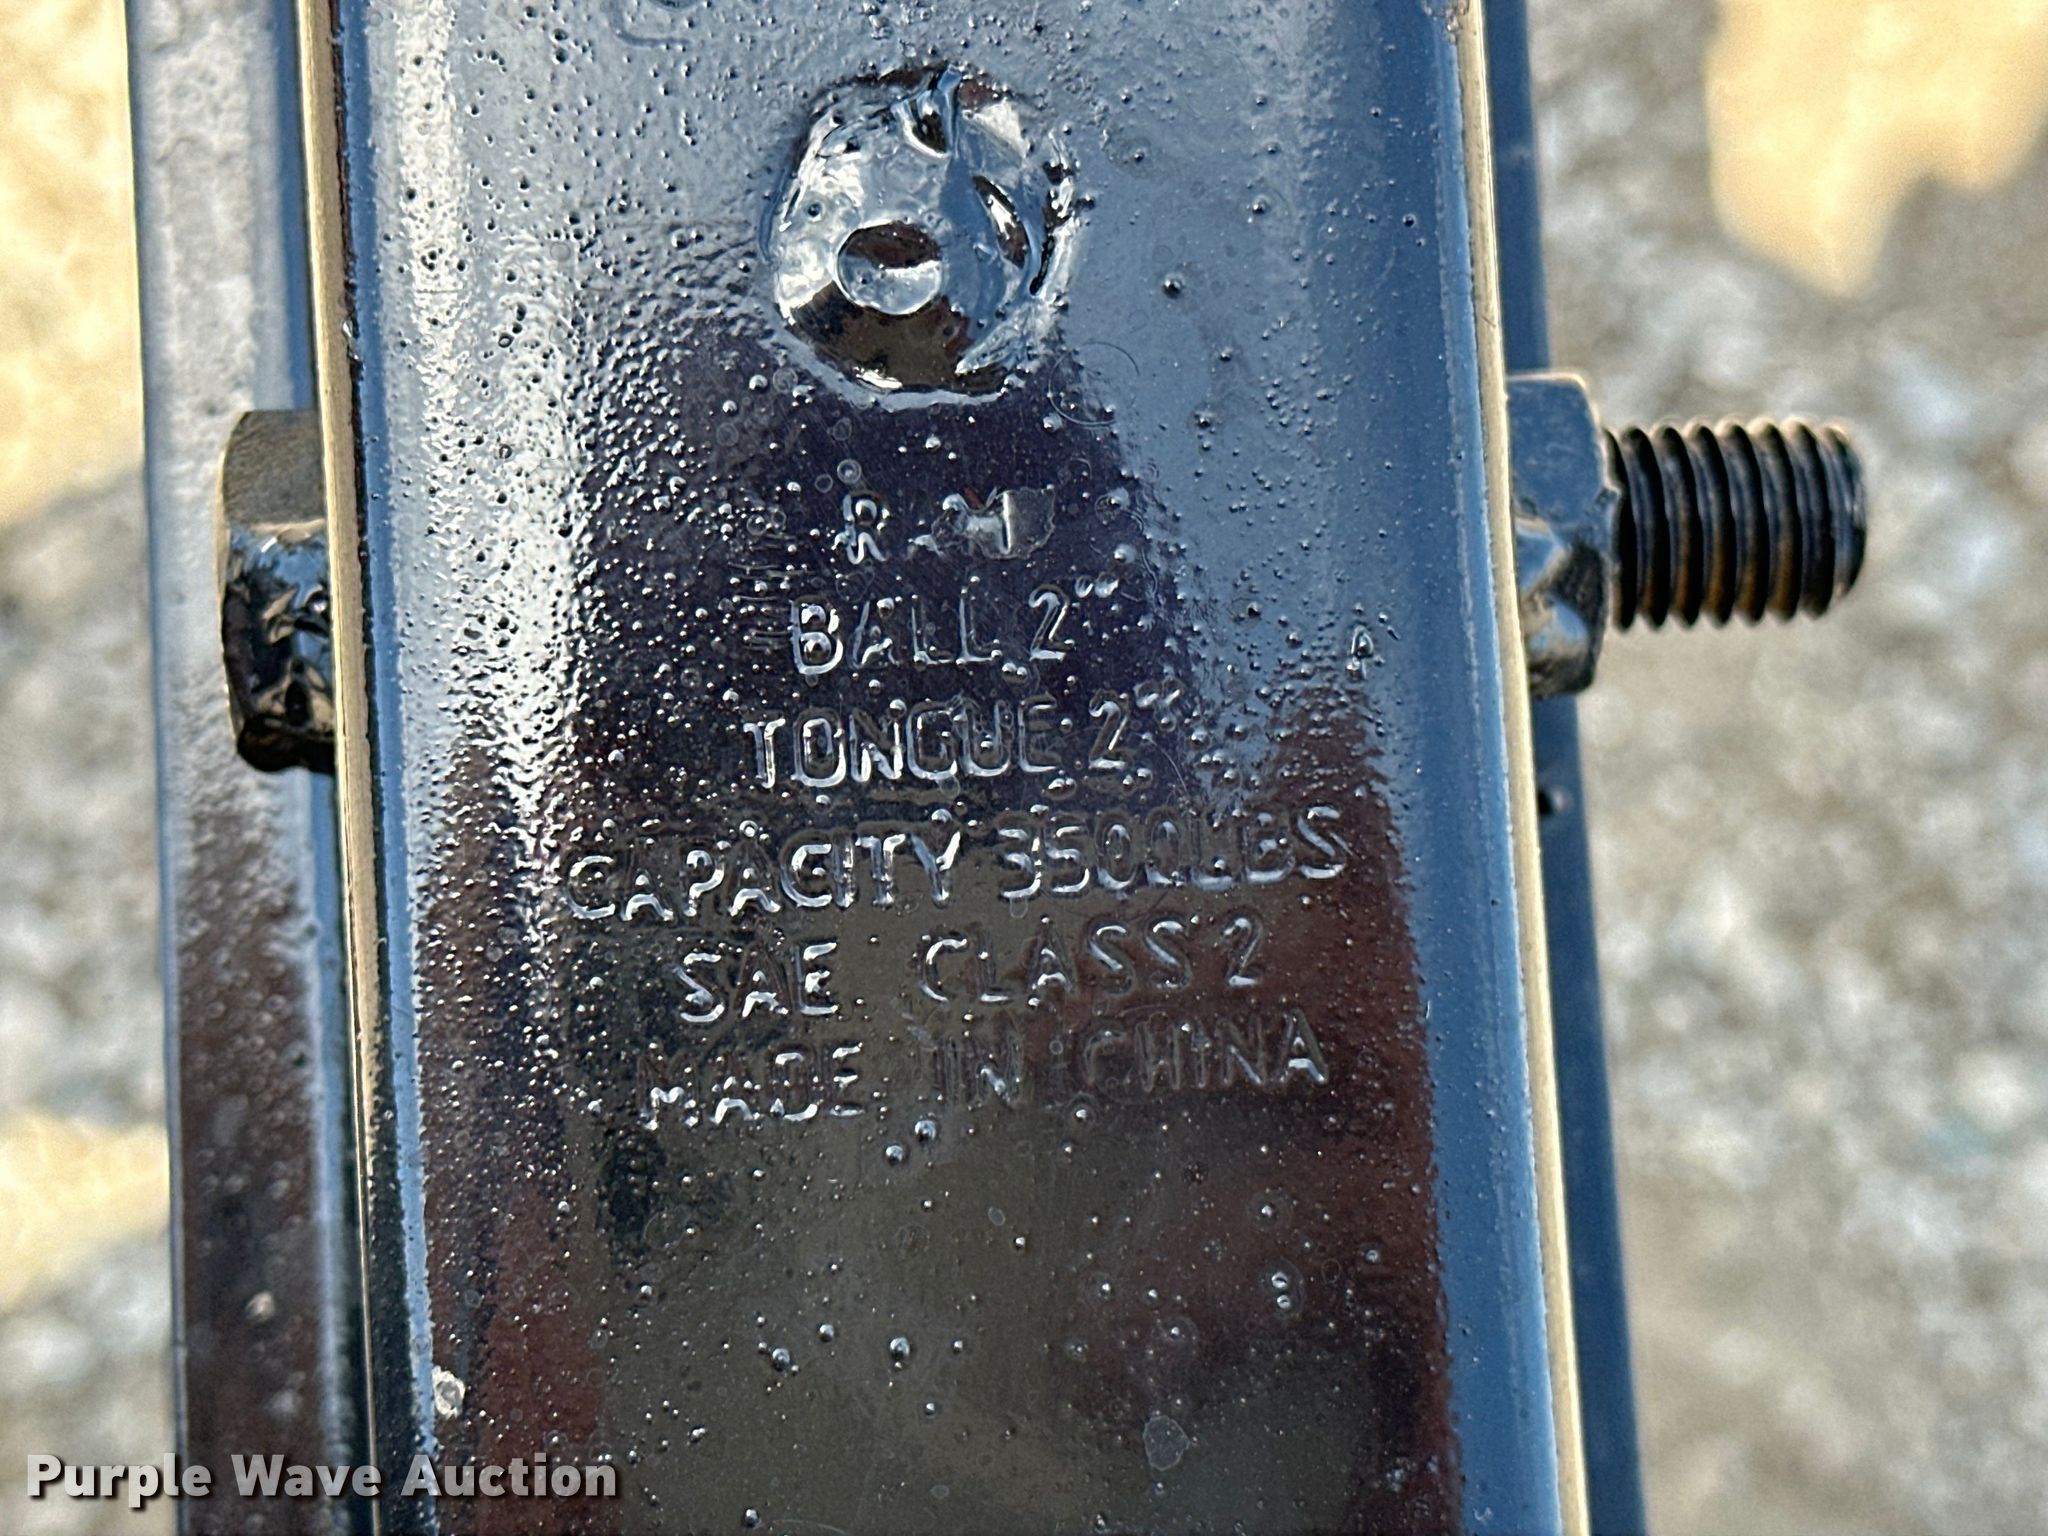 BALL 2"
TONGUE 2"
CAPACITY 3500LBS
SAE CLASS 2
MADE IN CHINA
Purple Wave Auction